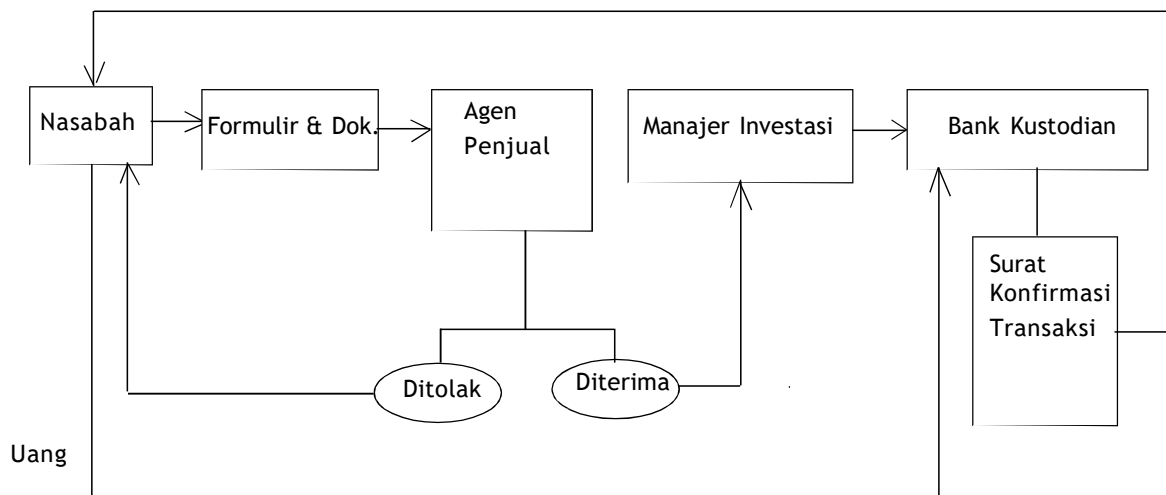 Nasabah
Formulir & Dok.
Agen
Penjual
Manajer Investasi
Bank Kustodian
Surat
Konfirmasi
Transaksi
Ditolak
Diterima
Uang